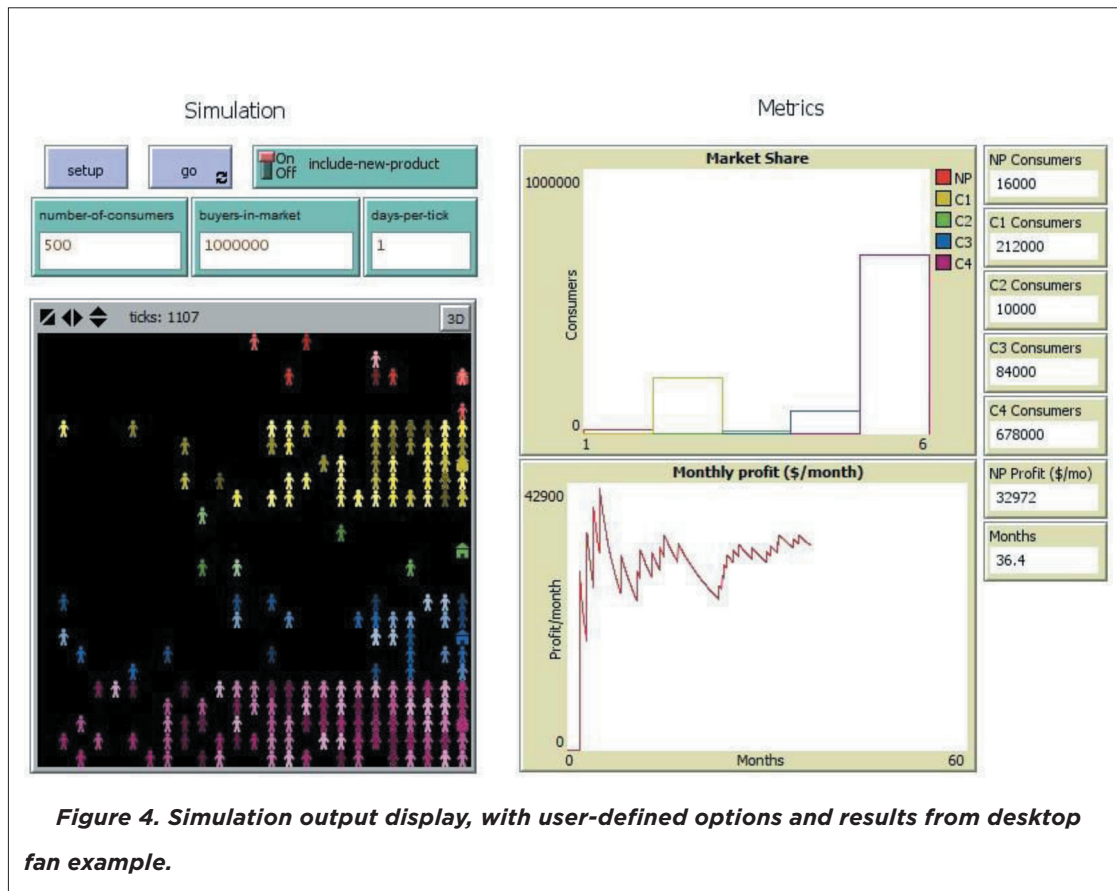 Simulation
Metrics
setup
go
On
Off
include-new-product
number-of-consumers
500
buyers-in-market
1000000
days-per-tick
1
ticks: 1107
3D
Market Share
1000000
Consumers
0
1
6
NP
C1
C2
C3
C4
NP Consumers
16000
C1 Consumers
212000
C2 Consumers
10000
C3 Consumers
84000
C4 Consumers
678000
Monthly profit ($/month)
42900
Profit/month
0
0
Months
60
NP Profit ($/mo)
32972
Months
36.4
Figure 4. Simulation output display, with user-defined options and results from desktop
fan example.